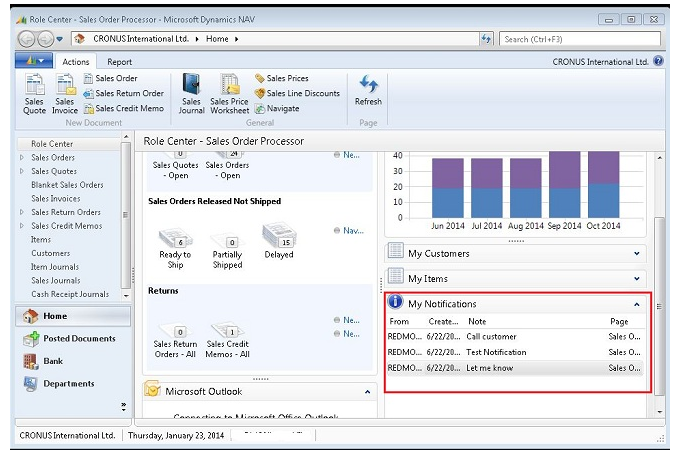 Role Center - Sales Order Processor - Microsoft Dynamics NAV
CRONUS International Ltd. Home
Search (Ctrl+F3)
Actions Report
CRONUS International Ltd.
Sales Quote
Sales Invoice
Sales Order
Sales Return Order
Sales Credit Memo
New Document
Sales Journal
Sales Price Worksheet
Sales Prices
Sales Line Discounts
Navigate
General
Refresh
Page
Role Center
Sales Orders
Sales Quotes
Blanket Sales Orders
Sales Invoices
Sales Return Orders
Sales Credit Memos
Items
Customers
Item Journals
Sales Journals
Cash Receipt Journals
Home
Posted Documents
Bank
Departments
Role Center - Sales Order Processor
0 24
Sales Quotes - Open
Sales Orders - Open
Ne...
Sales Orders Released Not Shipped
6 0 15
Nav...
Ready to Ship
Partially Shipped
Delayed
Returns
0 1
Ne...
Ne...
Sales Return Orders - All
Sales Credit Memos - All
Microsoft Outlook
Connecting to Microsoft Office Outlook
40
30
20
10
0
Jun 2014 Jul 2014 Aug 2014 Sep 2014 Oct 2014
My Customers
My Items
My Notifications
From Create... Note Page
REDMO... 6/22/20... Call customer Sales O...
REDMO... 6/22/20... Test Notification Sales O...
REDMO... 6/22/20... Let me know Sales O...
CRONUS International Ltd. Thursday, January 23, 2014